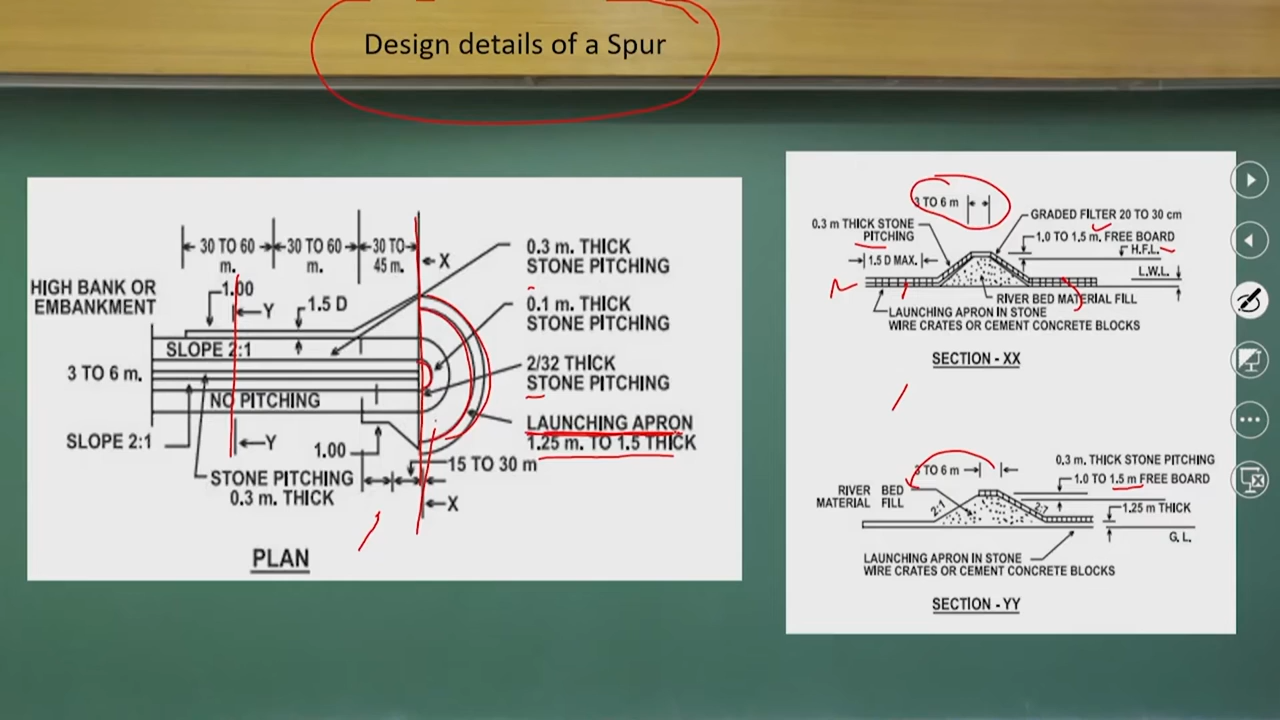 Design details of a Spur
30 TO 60 m.
30 TO 60 m.
30 TO 45 m.
X
HIGH BANK OR
EMBANKMENT
1.00
Y
1.5 D
SLOPE 2:1
3 TO 6 m.
NO PITCHING
SLOPE 2:1
Y
1.00
STONE PITCHING
0.3 m. THICK
15 TO 30 m
X
0.3 m. THICK
STONE PITCHING
0.1 m. THICK
STONE PITCHING
2/32 THICK
STONE PITCHING
LAUNCHING APRON
1.25 m. TO 1.5 THICK
PLAN
3 TO 6 m
0.3 m THICK STONE
PITCHING
GRADED FILTER 20 TO 30 cm
1.0 TO 1.5 m. FREE BOARD
H.F.L.
1.5 D MAX.
L.W.L.
RIVER BED MATERIAL FILL
LAUNCHING APRON IN STONE
WIRE CRATES OR CEMENT CONCRETE BLOCKS
SECTION - XX
3 TO 6 m
0.3 m. THICK STONE PITCHING
1.0 TO 1.5 m FREE BOARD
RIVER BED
MATERIAL FILL
2:1
1.25 m THICK
G.L.
LAUNCHING APRON IN STONE
WIRE CRATES OR CEMENT CONCRETE BLOCKS
SECTION - YY